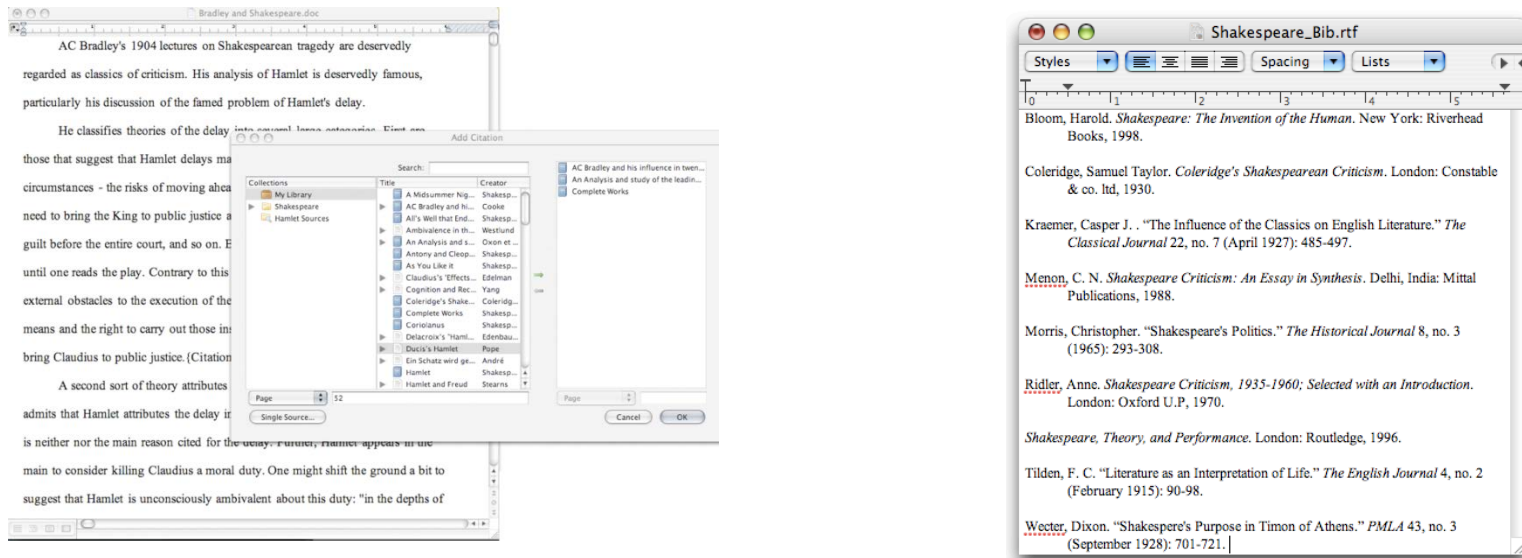 Bradley and Shakespeare.doc
AC Bradley's 1904 lectures on Shakespearean tragedy are deservedly
regarded as classics of criticism. His analysis of Hamlet is deservedly famous,
particularly his discussion of the famed problem of Hamlet's delay.
He classifies theories of the delay into several large categories. First are
those that suggest that Hamlet delays ma
circumstances - the risks of moving ahea
need to bring the King to public justice a
guilt before the entire court, and so on. E
until one reads the play. Contrary to this
external obstacles to the execution of the
means and the right to carry out those ins
bring Claudius to public justice.{Citation
A second sort of theory attributes
admits that Hamlet attributes the delay in
is neither nor the main reason cited for the delay. Further, Hamlet appears in the
main to consider killing Claudius a moral duty. One might shift the ground a bit to
suggest that Hamlet is unconsciously ambivalent about this duty: "in the depths of
Add Citation
Search:
Collections
My Library
Shakespeare
Hamlet Sources
Title Creator
A Midsummer Nig... Shakesp...
AC Bradley and hi... Cooke
All's Well that End... Shakesp...
Ambivalence in th... Westlund
An Analysis and s... Oxon et ...
Antony and Cleop... Shakesp...
As You Like it Shakesp...
Claudius's 'Effects... Edelman
Cognition and Rec... Yang
Coleridge's Shake... Coleridg...
Complete Works Shakesp...
Coriolanus Shakesp...
Delacroix's "Haml... Edenbau...
Ducis's Hamlet Pope
Ein Schatz wird ge... André
Hamlet Shakesp...
Hamlet and Freud Stearns
AC Bradley and his influence in twen...
An Analysis and study of the leadin...
Complete Works
Page 52
Page
Single Source...
Cancel OK
Shakespeare_Bib.rtf
Styles Spacing Lists
0 1 2 3 4 5
Bloom, Harold. Shakespeare: The Invention of the Human. New York: Riverhead
Books, 1998.
Coleridge, Samuel Taylor. Coleridge's Shakespearean Criticism. London: Constable
& co. ltd, 1930.
Kraemer, Casper J. . “The Influence of the Classics on English Literature.” The
Classical Journal 22, no. 7 (April 1927): 485-497.
Menon, C. N. Shakespeare Criticism: An Essay in Synthesis. Delhi, India: Mittal
Publications, 1988.
Morris, Christopher. “Shakespeare's Politics.” The Historical Journal 8, no. 3
(1965): 293-308.
Ridler, Anne. Shakespeare Criticism, 1935-1960; Selected with an Introduction.
London: Oxford U.P, 1970.
Shakespeare, Theory, and Performance. London: Routledge, 1996.
Tilden, F. C. “Literature as an Interpretation of Life.” The English Journal 4, no. 2
(February 1915): 90-98.
Wecter, Dixon. “Shakespere's Purpose in Timon of Athens.” PMLA 43, no. 3
(September 1928): 701-721.